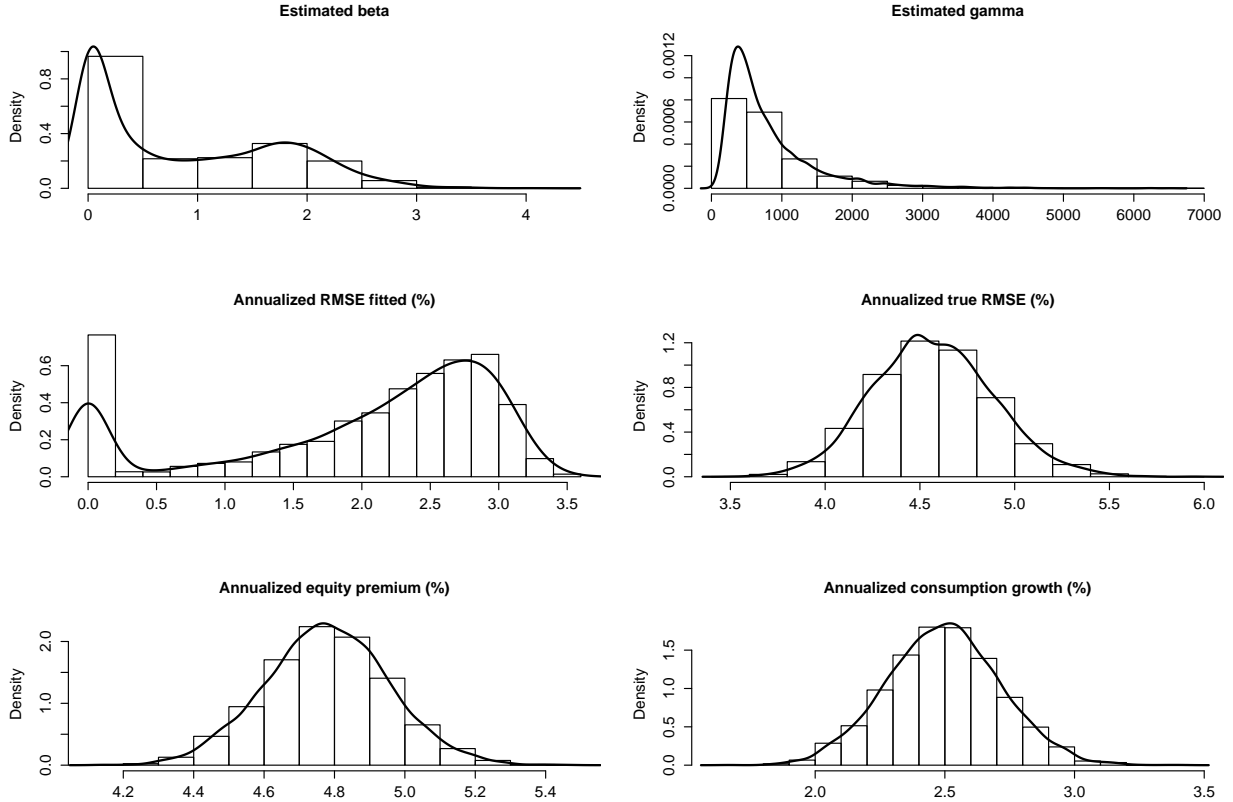 Estimated beta
Density
0.0 0.4 0.8
0 1 2 3 4
Estimated gamma
Density
0.0000 0.0006 0.0012
0 1000 2000 3000 4000 5000 6000 7000
Annualized RMSE fitted (%)
Density
0.0 0.2 0.4 0.6
0.0 0.5 1.0 1.5 2.0 2.5 3.0 3.5
Annualized true RMSE (%)
Density
0.0 0.4 0.8 1.2
3.5 4.0 4.5 5.0 5.5 6.0
Annualized equity premium (%)
Density
0.0 1.0 2.0
4.2 4.4 4.6 4.8 5.0 5.2 5.4
Annualized consumption growth (%)
Density
0.0 0.5 1.0 1.5
2.0 2.5 3.0 3.5